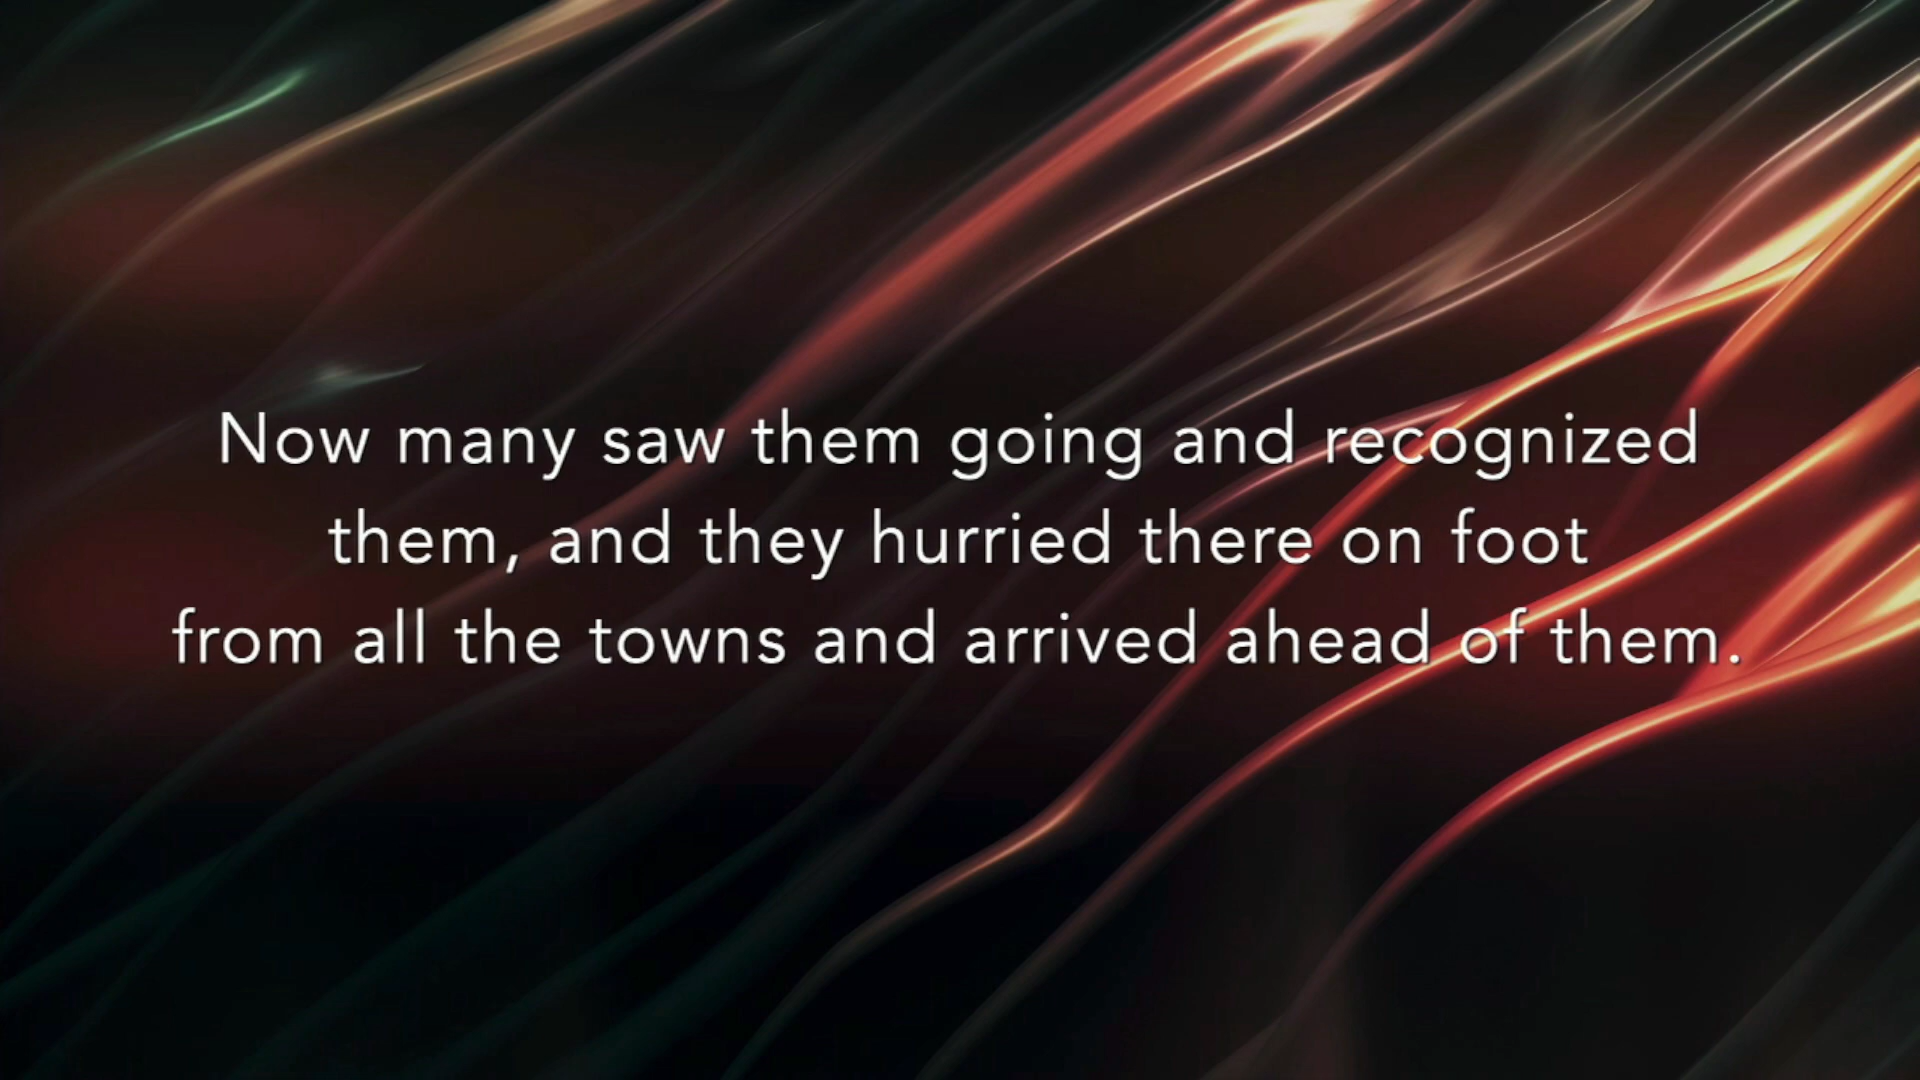 Now many saw them going and recognized
them, and they hurried there on foot
from all the towns and arrived ahead of them.